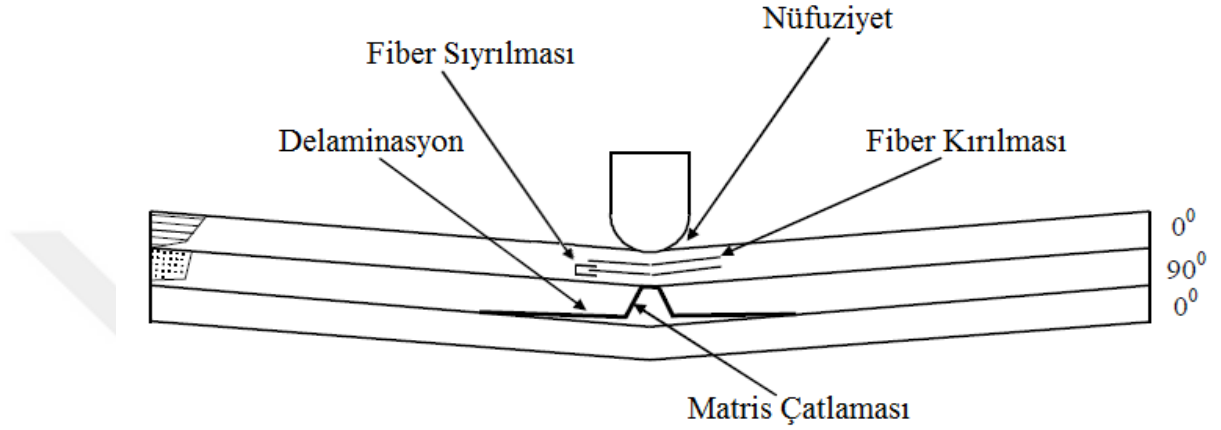 Nüfuziyet
Fiber Sıyrılması
Delaminasyon
Fiber Kırılması
0⁰
90⁰
0⁰
Matris Çatlaması